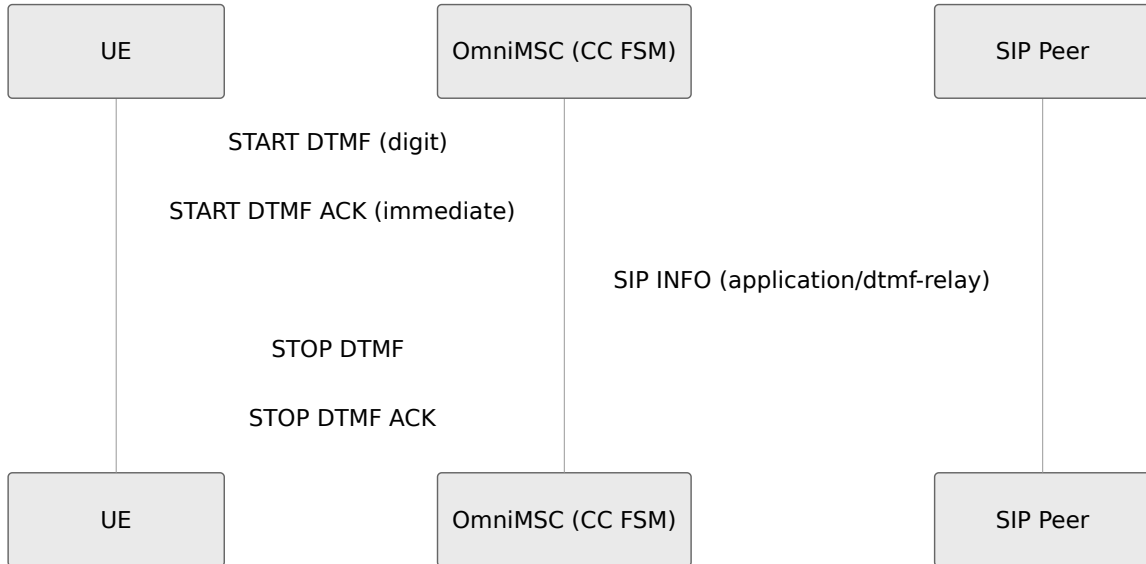 UE
OmniMSC (CC FSM)
SIP Peer
START DTMF (digit)
START DTMF ACK (immediate)
SIP INFO (application/dtmf-relay)
STOP DTMF
STOP DTMF ACK
UE
OmniMSC (CC FSM)
SIP Peer